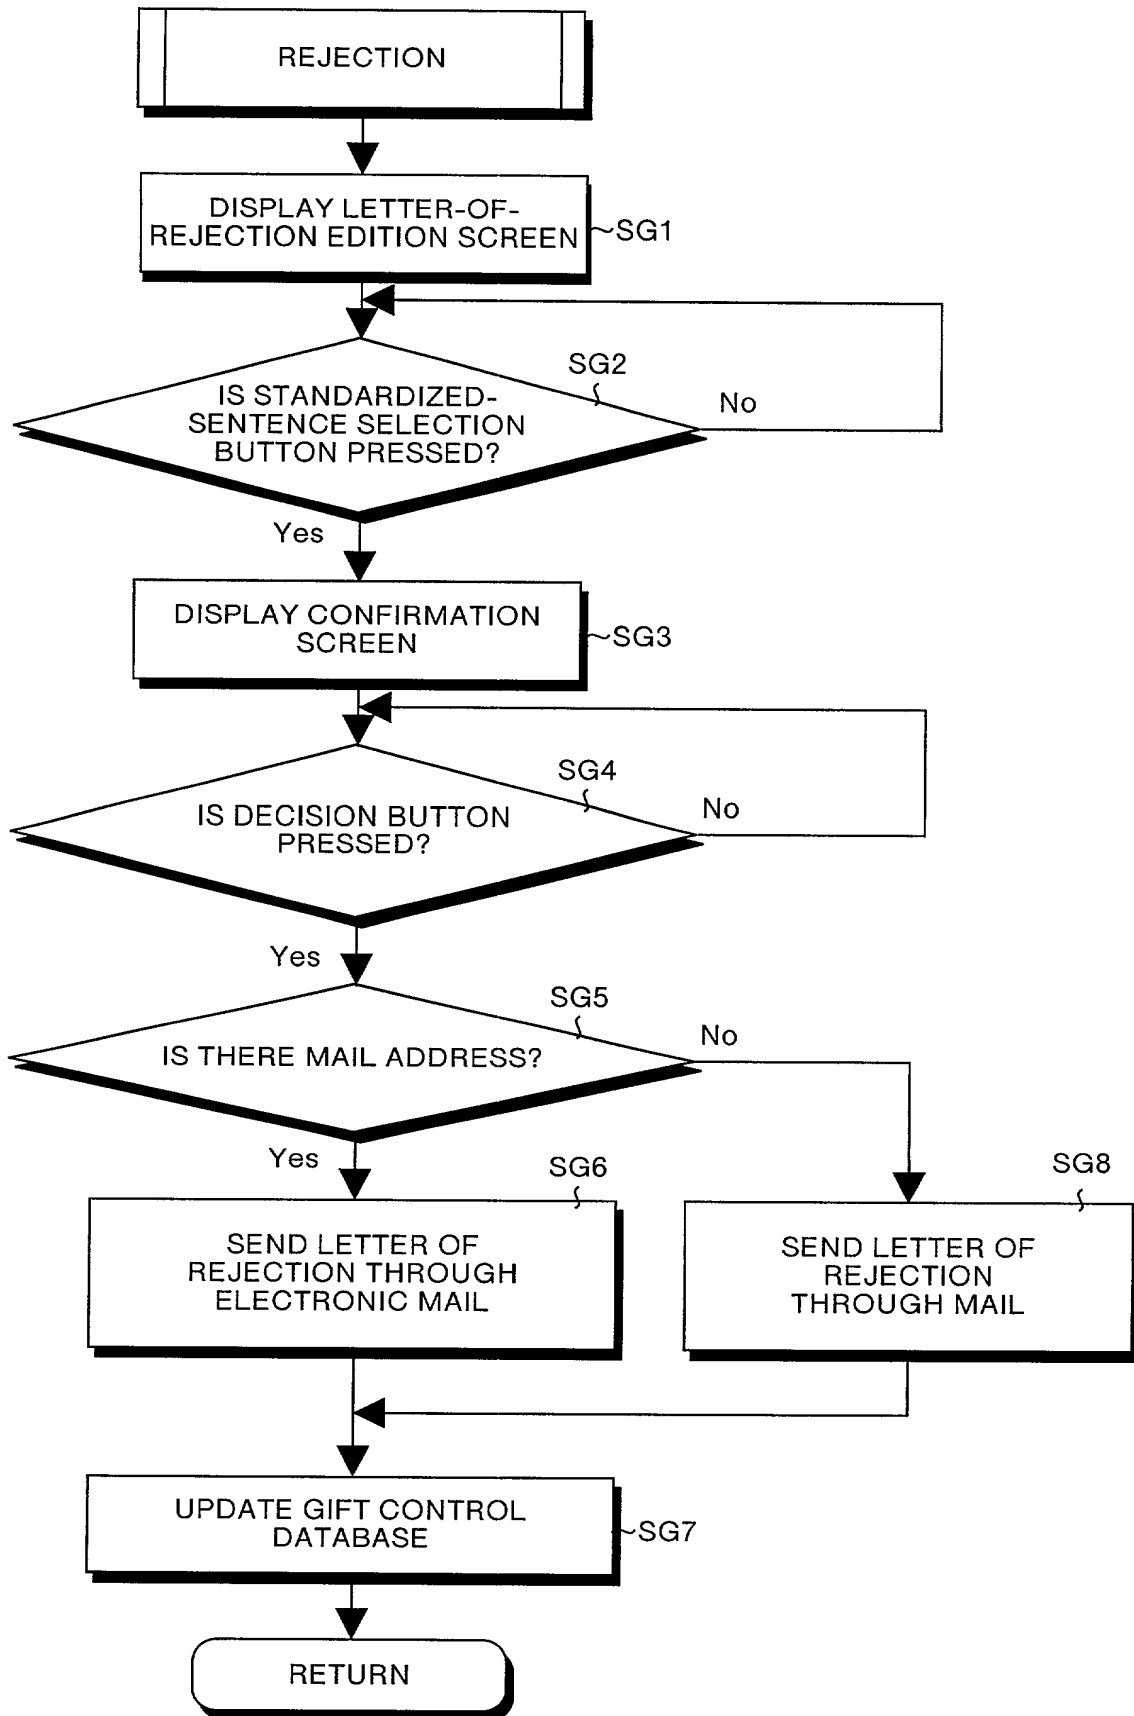 REJECTION
DISPLAY LETTER-OF-
REJECTION EDITION SCREEN
SG1
SG2
IS STANDARDIZED-
SENTENCE SELECTION
BUTTON PRESSED?
No
Yes
DISPLAY CONFIRMATION
SCREEN
SG3
SG4
IS DECISION BUTTON
PRESSED?
No
Yes
SG5
IS THERE MAIL ADDRESS?
No
Yes
SG6
SEND LETTER OF
REJECTION THROUGH
ELECTRONIC MAIL
SG8
SEND LETTER OF
REJECTION
THROUGH MAIL
UPDATE GIFT CONTROL
DATABASE
SG7
RETURN